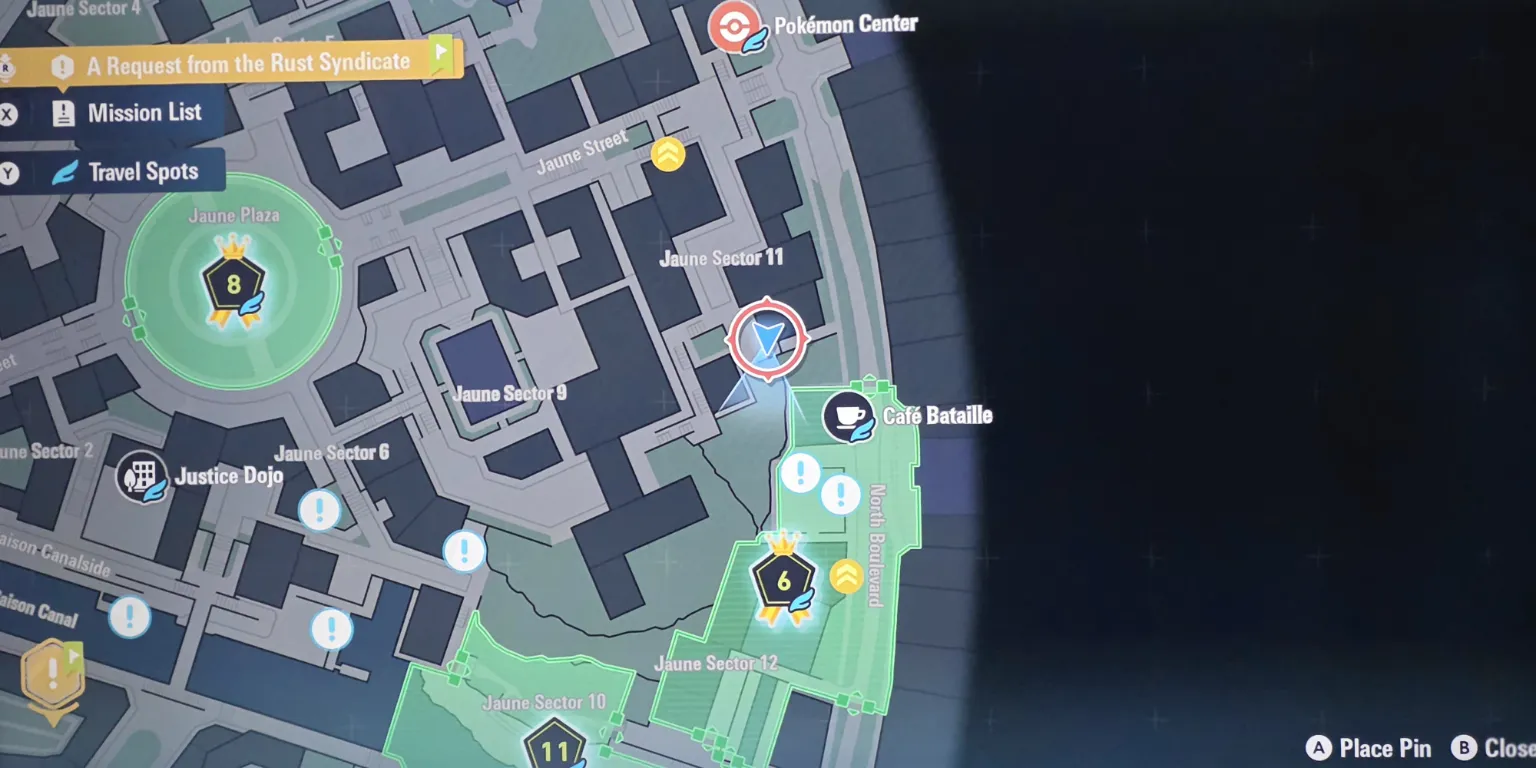 Jaune Sector 4
Pokémon Center
R
A Request from the Rust Syndicate
X Mission List
Jaune Street
Y Travel Spots
Jaune Plaza
8
Jaune Sector 11
Jaune Sector 9
Café Bataille
une Sector 2
Jaune Sector 6
Justice Dojo
North Boulevard
aison-Canalside
6
aison Canal
Jaune Sector 12
Jaune Sector 10
11
A Place Pin B Close